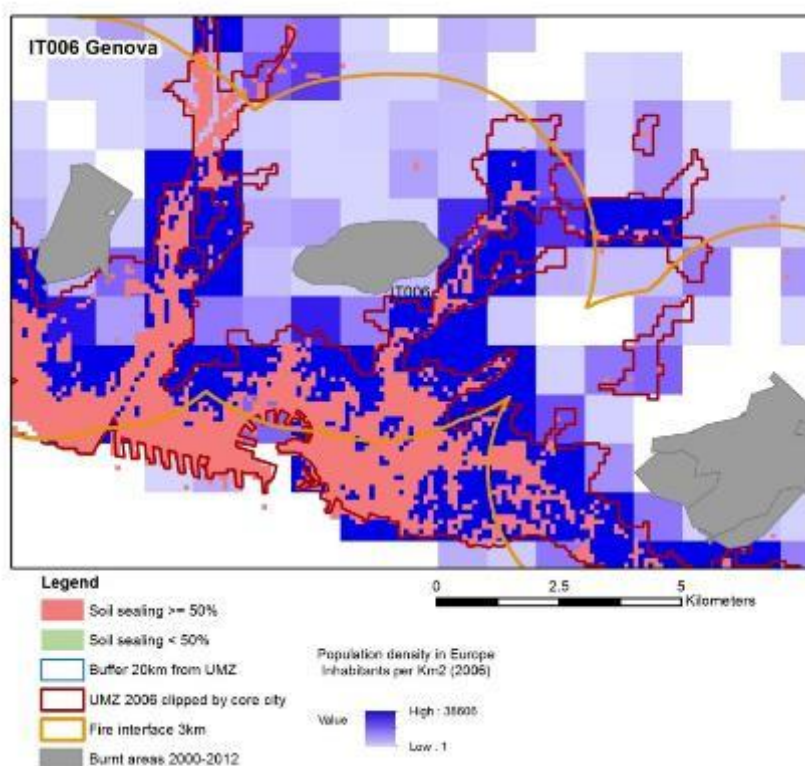 IT006 Genova
IT006
Legend
Soil sealing >= 50%
Soil sealing < 50%
Buffer 20km from UMZ
UMZ 2006 clipped by core city
Fire interface 3km
Burnt areas 2000-2012
0 2.5 5
Kilometers
Population density in Europe
Inhabitants per Km2 (2006)
Value
High : 38606
Low : 1